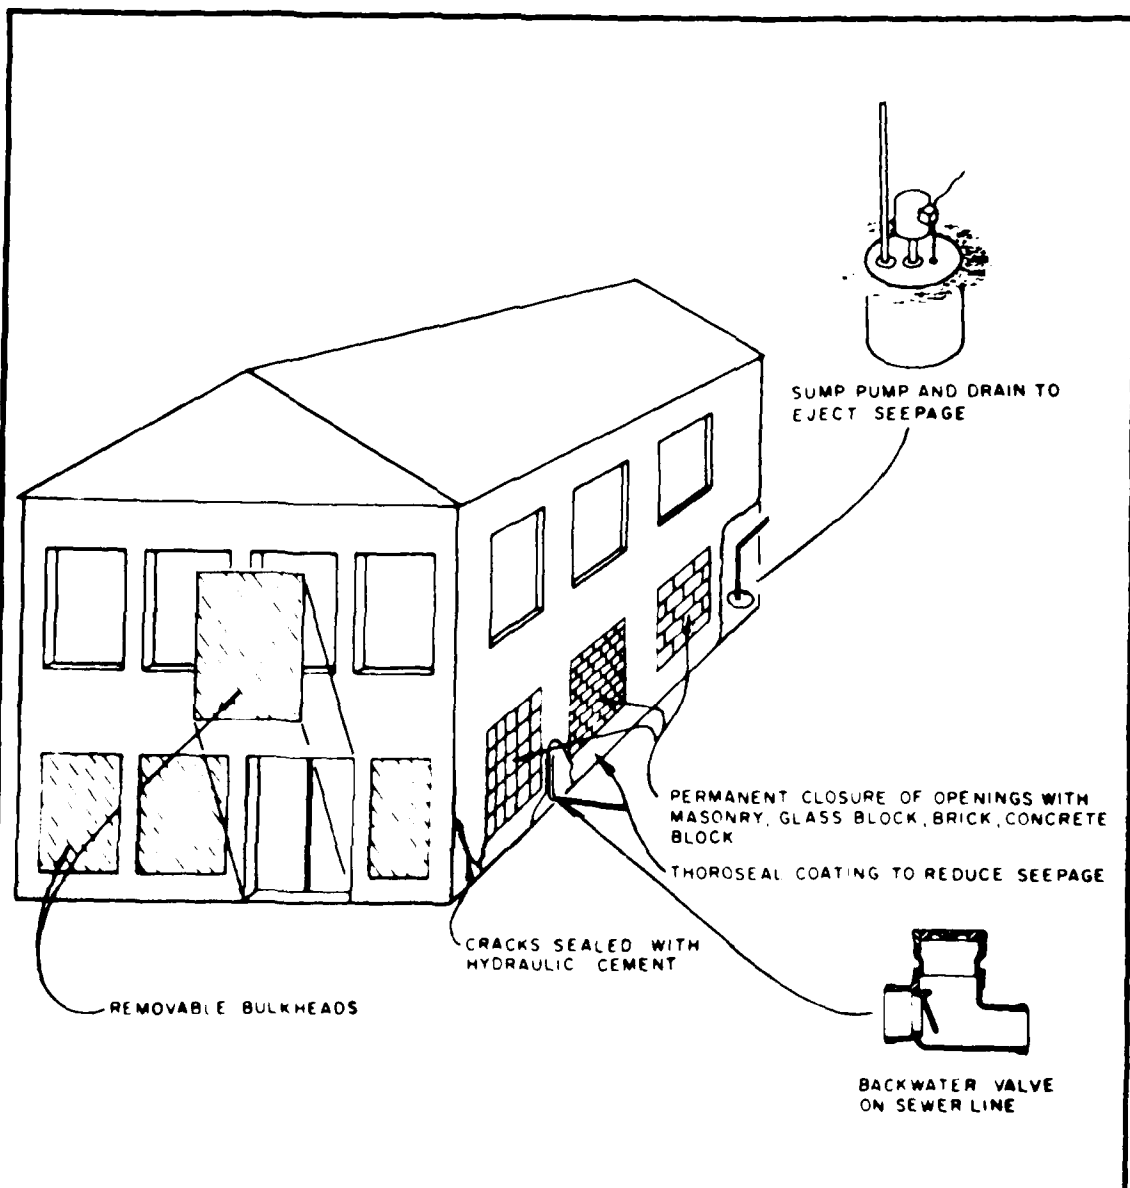 SUMP PUMP AND DRAIN TO
EJECT SEEPAGE
PERMANENT CLOSURE OF OPENINGS WITH
MASONRY, GLASS BLOCK, BRICK, CONCRETE
BLOCK
THOROSEAL COATING TO REDUCE SEEPAGE
CRACKS SEALED WITH
HYDRAULIC CEMENT
REMOVABLE BULKHEADS
BACKWATER VALVE
ON SEWER LINE